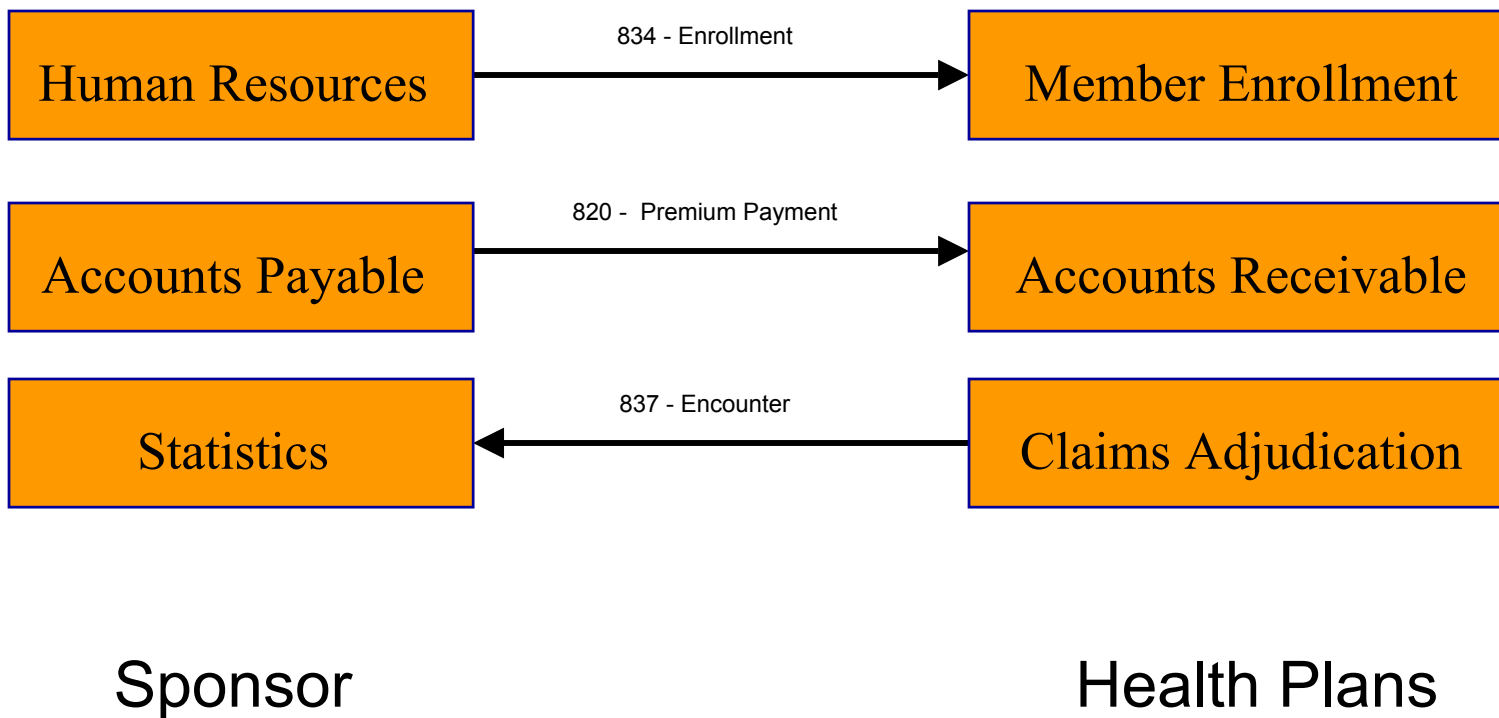 834 - Enrollment
Human Resources
Member Enrollment
820 -  Premium Payment
Accounts Payable
Accounts Receivable
837 - Encounter
Statistics
Claims Adjudication
Sponsor
Health Plans